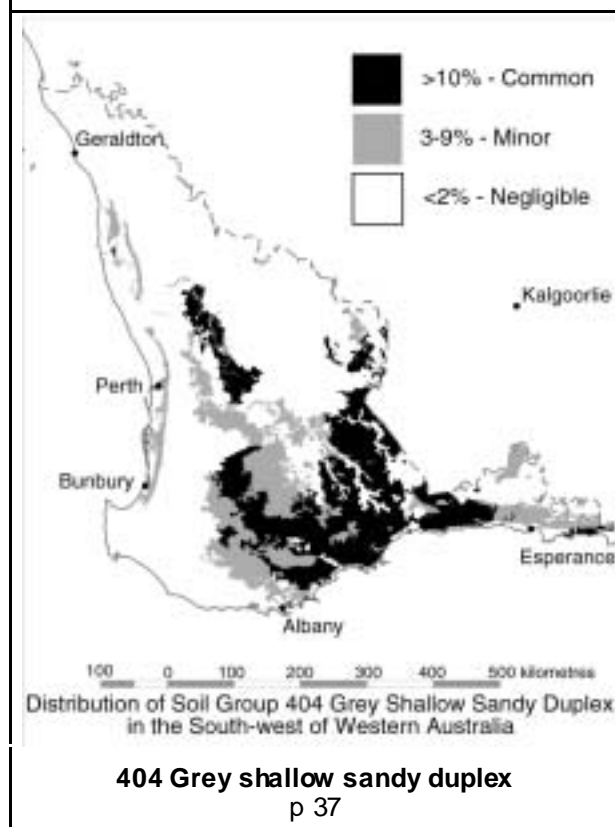 >10% - Common
Geraldton
3-9% - Minor
<2% - Negligible
Kalgoorlie
Perth
Bunbury
Esperance
Albany
100 0 100 200 300 400 500 kilometres
Distribution of Soil Group 404 Grey Shallow Sandy Duplex
in the South-west of Western Australia
404 Grey shallow sandy duplex
p 37